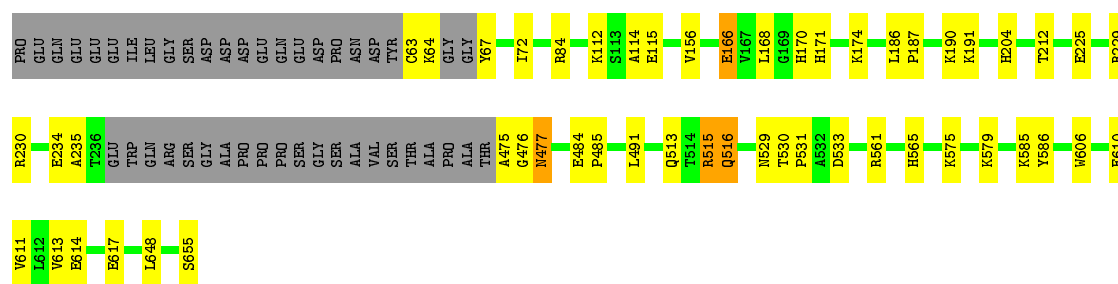 PRO GLU GLN GLU GLU GLU ILE LEU GLY SER ASP ASP ASP GLU GLN GLU ASP PRO ASN ASP TYR C63 K64 GLY GLY Y67 I72 R84 K112 S113 A114 E115 V156 E166 V167 L168 G169 H170 H171 K174 L186 P187 K190 K191 H204 T212 E225
R230 E234 A235 T236 GLU TRP GLN ARG SER GLY ALA PRO PRO PRO SER GLY SER ALA ALA VAL SER THR ALA PRO ALA THR A475 G476 N477 E484 P485 L491 Q513 T514 R515 Q516 N529 T530 P531 A532 D533 R561 H565 K575 K579 K585 Y586 W606
V611 L612 V613 E614 E617 L648 S655